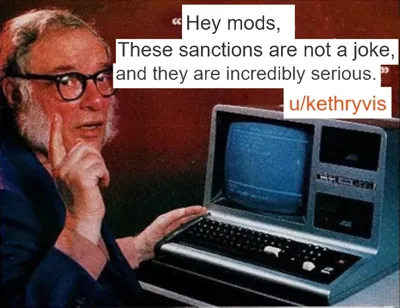 “Hey mods,
These sanctions are not a joke,
and they are incredibly serious.”
u/kethryvis